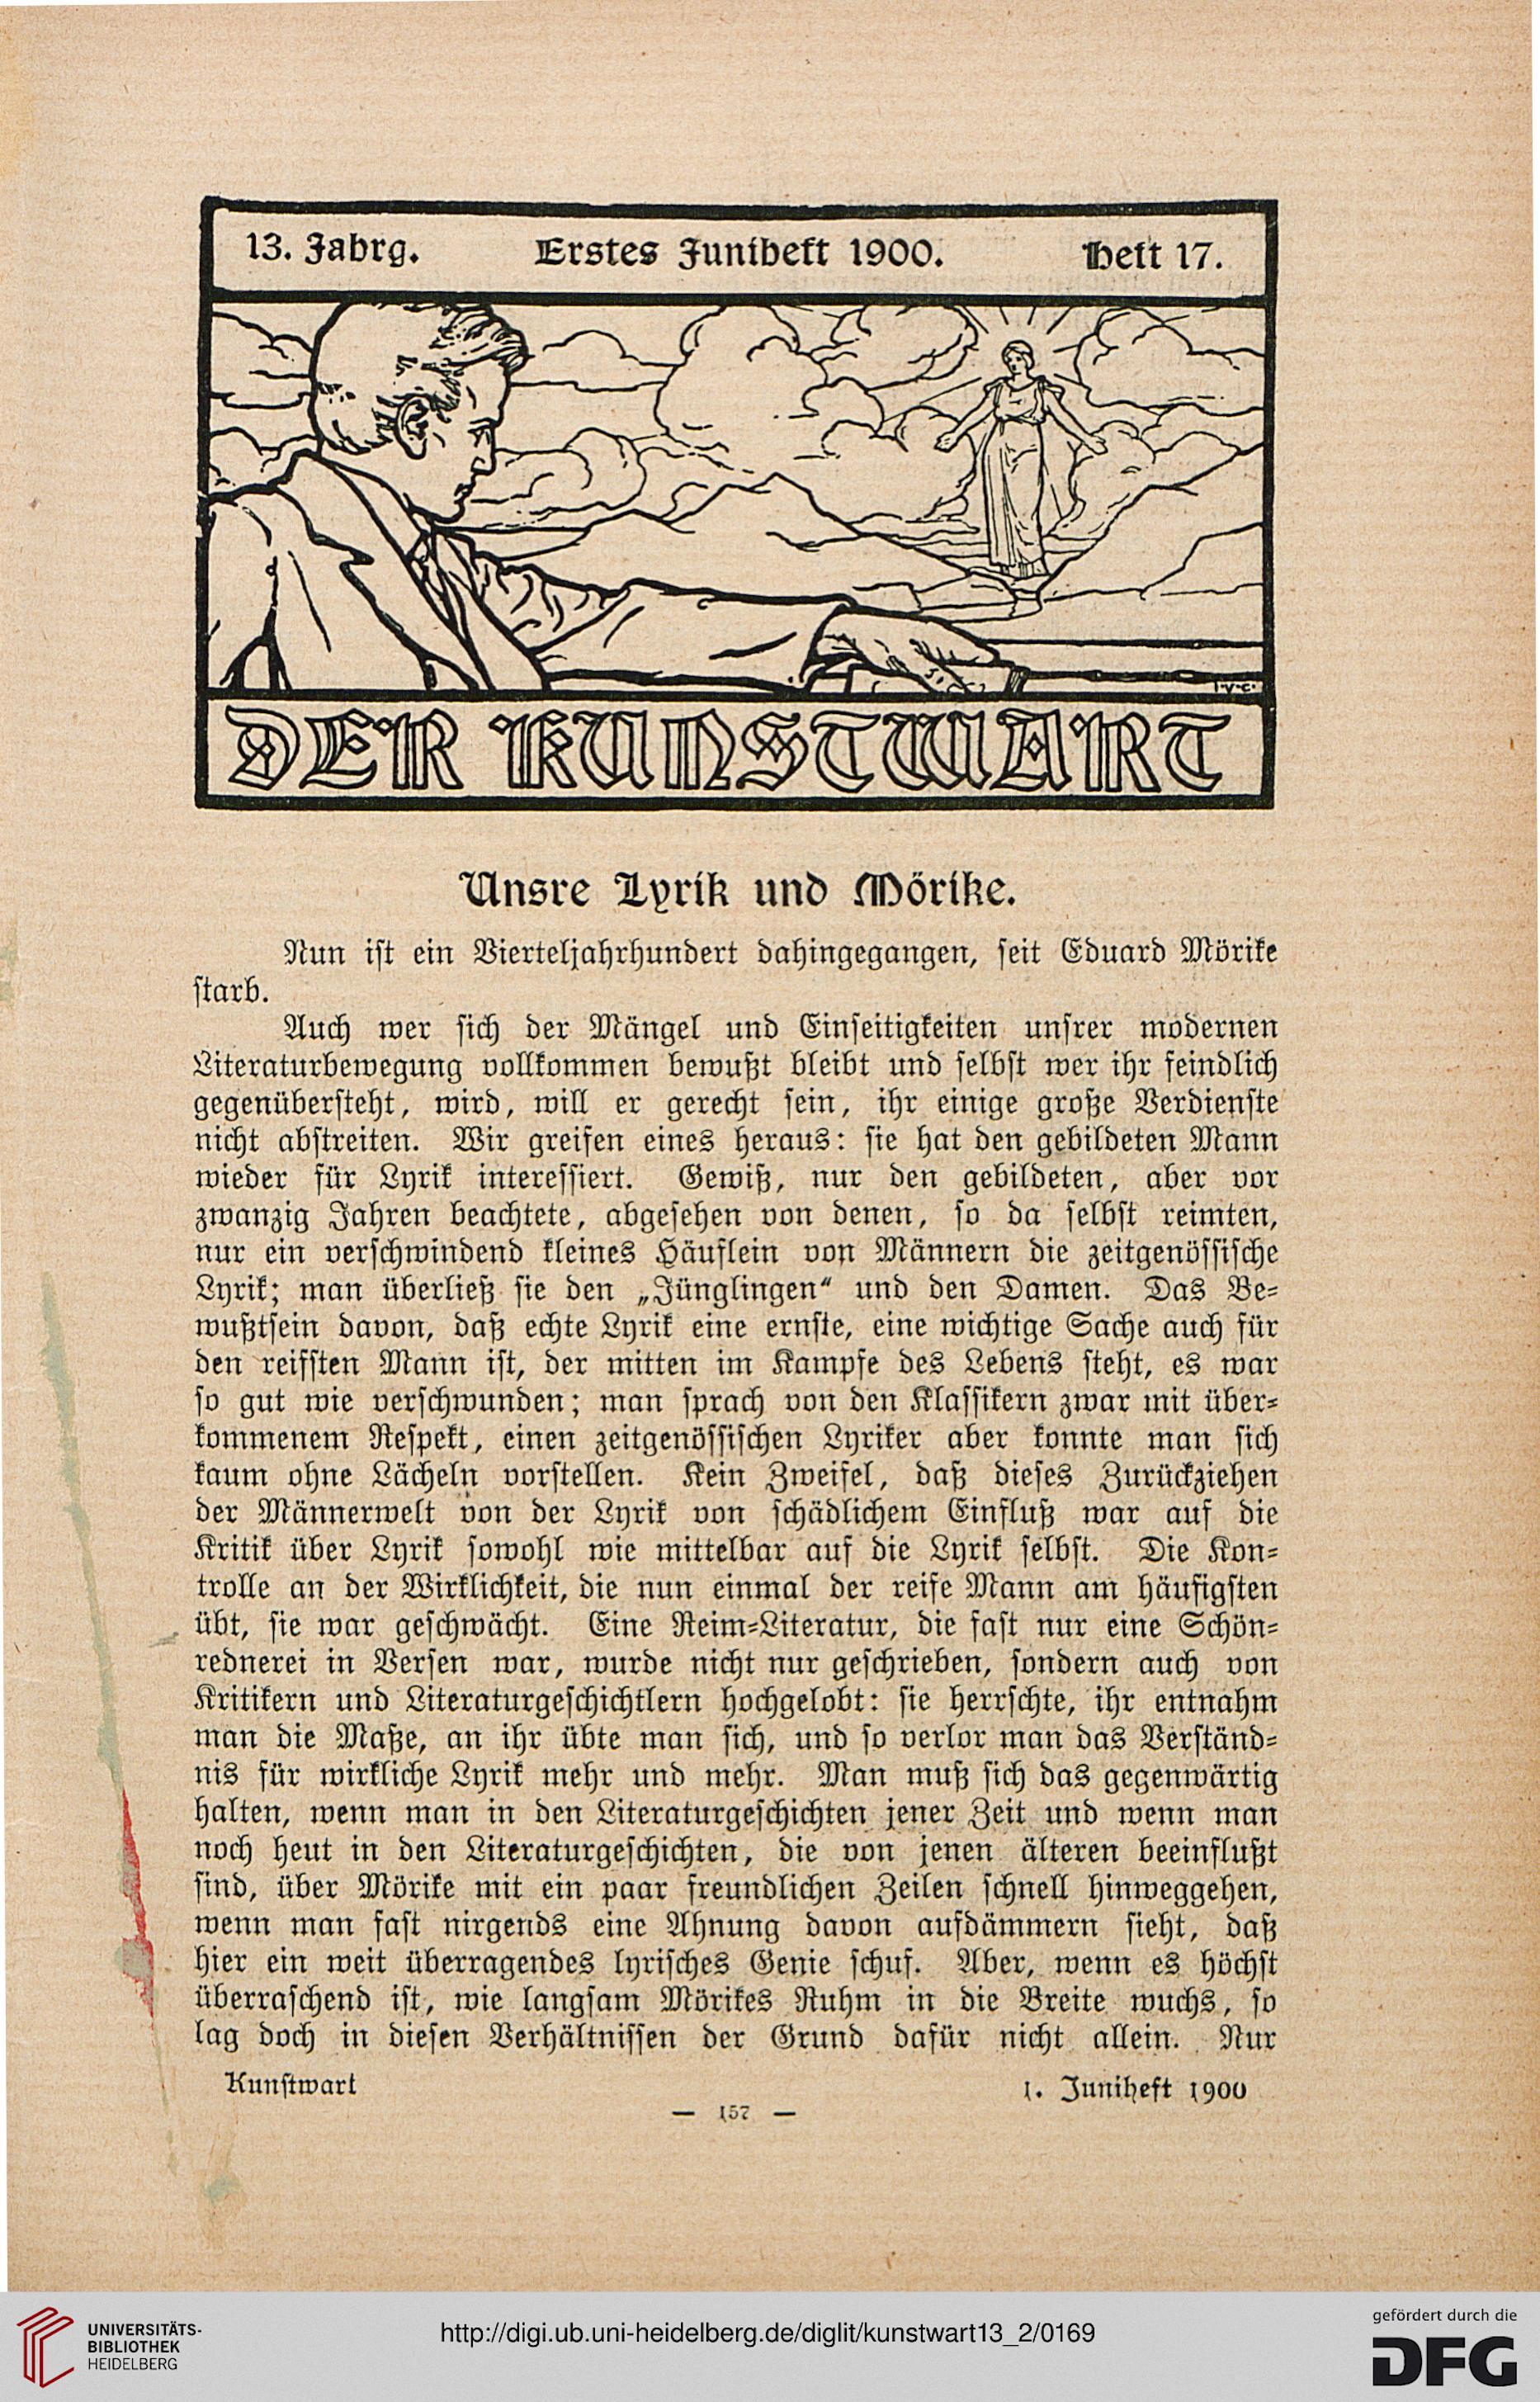 13. Jahrg. Erstes Juniheft 1900. Heft 17.
J.V.C.
DER KUNSTWART
Unsre Lyrik und Mörike.
Nun ist ein Vierteljahrhundert dahingegangen, seit Eduard Mörike
starb.
Auch wer sich der Mängel und Einseitigkeiten unsrer modernen
Literaturbewegung vollkommen bewußt bleibt und selbst wer ihr feindlich
gegenübersteht, wird, will er gerecht sein, ihr einige große Verdienste
nicht abstreiten. Wir greifen eines heraus: sie hat den gebildeten Mann
wieder für Lyrik interessiert. Gewiß, nur den gebildeten, aber vor
zwanzig Jahren beachtete, abgesehen von denen, so da selbst reimten,
nur ein verschwindend kleines Häuflein von Männern die zeitgenössische
Lyrik; man überließ sie den „Jünglingen“ und den Damen. Das Be-
wußtsein davon, daß echte Lyrik eine ernste, eine wichtige Sache auch für
den reifsten Mann ist, der mitten im Kampfe des Lebens steht, es war
so gut wie verschwunden; man sprach von den Klassikern zwar mit über-
kommenem Respekt, einen zeitgenössischen Lyriker aber konnte man sich
kaum ohne Lächeln vorstellen. Kein Zweifel, daß dieses Zurückziehen
der Männerwelt von der Lyrik von schädlichem Einfluß war auf die
Kritik über Lyrik sowohl wie mittelbar auf die Lyrik selbst. Die Kon-
trolle an der Wirklichkeit, die nun einmal der reife Mann am häufigsten
übt, sie war geschwächt. Eine Reim-Literatur, die fast nur eine Schön-
rednerei in Versen war, wurde nicht nur geschrieben, sondern auch von
Kritikern und Literaturgeschichtlern hochgelobt: sie herrschte, ihr entnahm
man die Maße, an ihr übte man sich, und so verlor man das Verständ-
nis für wirkliche Lyrik mehr und mehr. Man muß sich das gegenwärtig
halten, wenn man in den Literaturgeschichten jener Zeit und wenn man
noch heut in den Literaturgeschichten, die von jenen älteren beeinflußt
sind, über Mörike mit ein paar freundlichen Zeilen schnell hinweggehen,
wenn man fast nirgends eine Ahnung davon aufdämmern sieht, daß
hier ein weit überragendes lyrisches Genie schuf. Aber, wenn es höchst
überraschend ist, wie langsam Mörikes Ruhm in die Breite wuchs, so
lag doch in diesen Verhältnissen der Grund dafür nicht allein. Nur
Kunstwart 1. Juniheft 1900
— 157 —
UNIVERSITÄTS-
BIBLIOTHEK
HEIDELBERG
http://digi.ub.uni-heidelberg.de/diglit/kunstwart13_2/0169
gefördert durch die
DFG